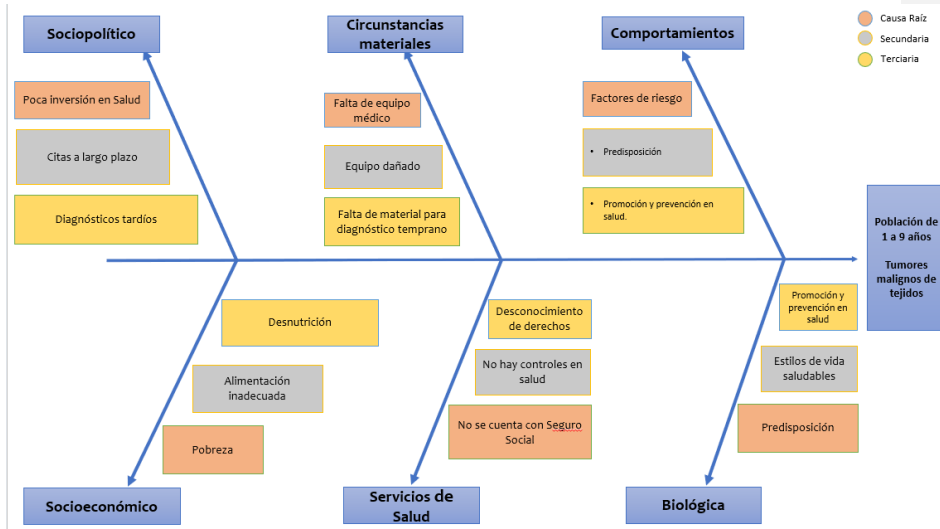 Sociopolítico
Circunstancias
materiales
Comportamientos
Causa Raíz
Secundaria
Terciaria
Poca inversión en Salud
Citas a largo plazo
Diagnósticos tardíos
Falta de equipo
médico
Equipo dañado
Falta de material para
diagnóstico temprano
Factores de riesgo
• Predisposición
• Promoción y prevención en
salud.
Población de
1 a 9 años
Tumores
malignos de
tejidos
Desnutrición
Alimentación
inadecuada
Pobreza
Desconocimiento
de derechos
No hay controles en
salud
No se cuenta con Seguro
Social
Promoción y
prevención en
salud
Estilos de vida
saludables
Predisposición
Socioeconómico
Servicios de
Salud
Biológica